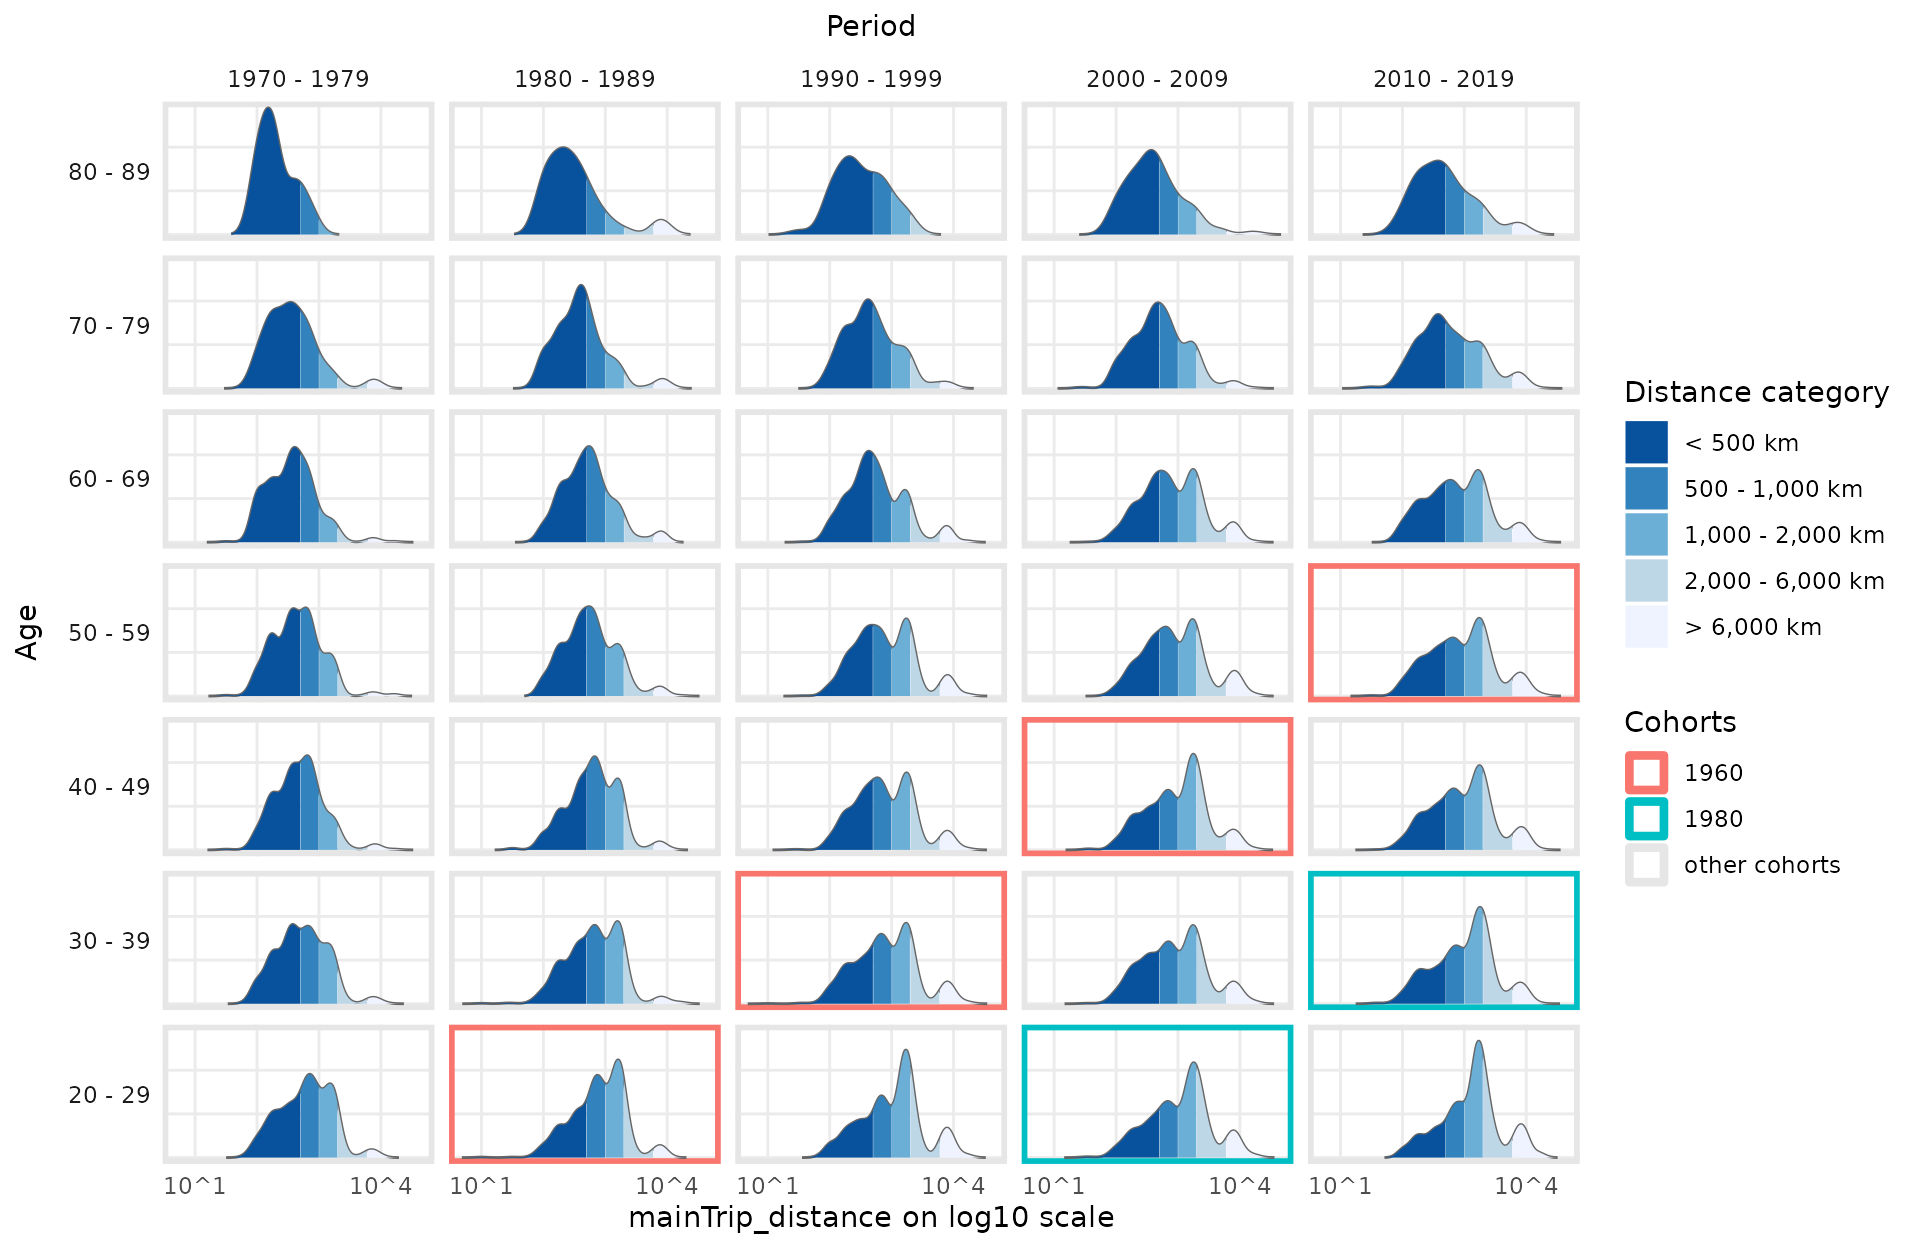 Period
1970 - 1979 1980 - 1989 1990 - 1999 2000 - 2009 2010 - 2019
80 - 89
70 - 79
60 - 69
Age
50 - 59
40 - 49
30 - 39
20 - 29
10^1 10^4 10^1 10^4 10^1 10^4 10^1 10^4 10^1 10^4
mainTrip_distance on log10 scale
Distance category
< 500 km
500 - 1,000 km
1,000 - 2,000 km
2,000 - 6,000 km
> 6,000 km
Cohorts
1960
1980
other cohorts